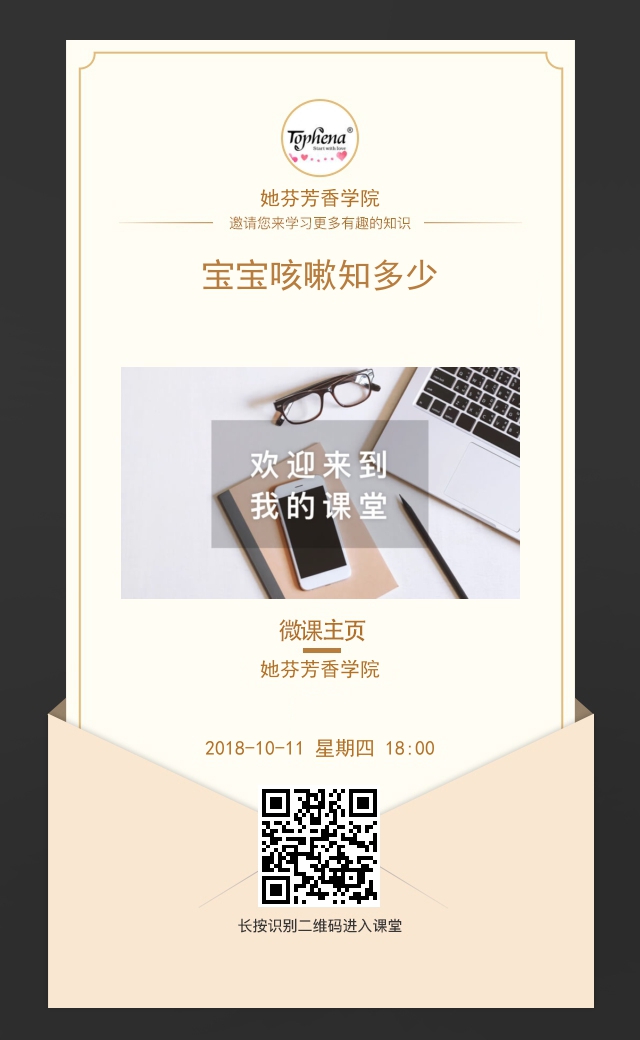 Tophena®
Start with love
她芬芳香学院
邀请您来学习更多有趣的知识
宝宝咳嗽知多少
欢迎来到
我的课堂
微课主页
她芬芳香学院
2018-10-11 星期四 18:00
长按识别二维码进入课堂